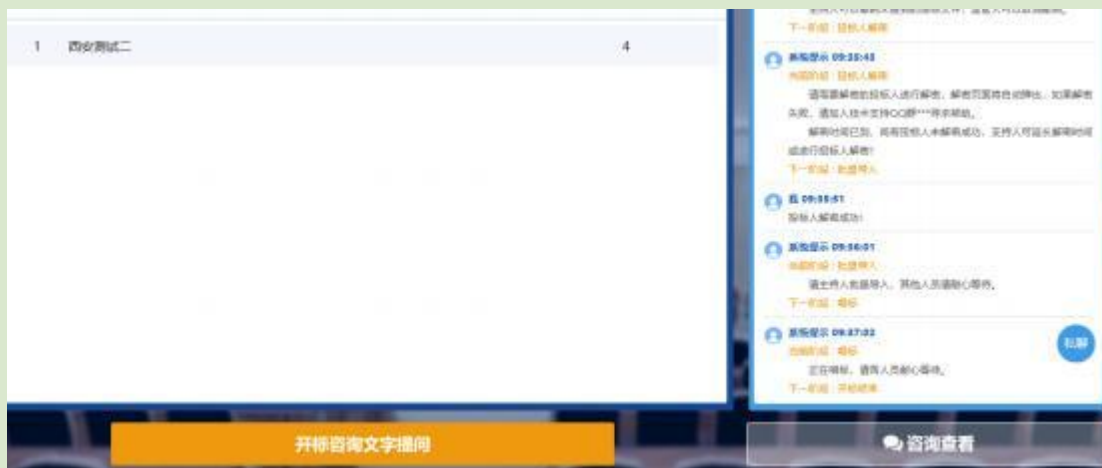 1 西安测试二 4
下一阶段：投标人解密
系统提示 09:35:43
当前阶段：投标人解密
请需要解密的投标人进行解密，解密页面将自动弹出，如果解密
失败，请加入技术支持QQ群***寻求帮助。
解密时间已到，尚有投标人未解密成功，主持人可延长解密时间
或进行投标人解密！
下一阶段：批量导入
我 09:35:51
投标人解密成功！
系统提示 09:36:01
当前阶段：批量导入
请主持人批量导入，其他人员请耐心等待。
下一阶段：唱标
系统提示 09:37:02
当前阶段：唱标
正在唱标，请各人员耐心等待。
下一阶段：开标结束
私聊
开标咨询文字提问
咨询查看